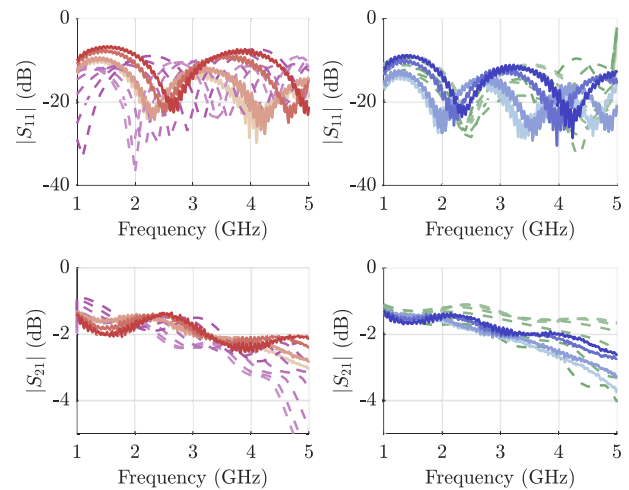 0
-20
-40
|S11| (dB)
1 2 3 4 5
Frequency (GHz)
0
-20
-40
|S11| (dB)
1 2 3 4 5
Frequency (GHz)
0
-2
-4
|S21| (dB)
1 2 3 4 5
Frequency (GHz)
0
-2
-4
|S21| (dB)
1 2 3 4 5
Frequency (GHz)